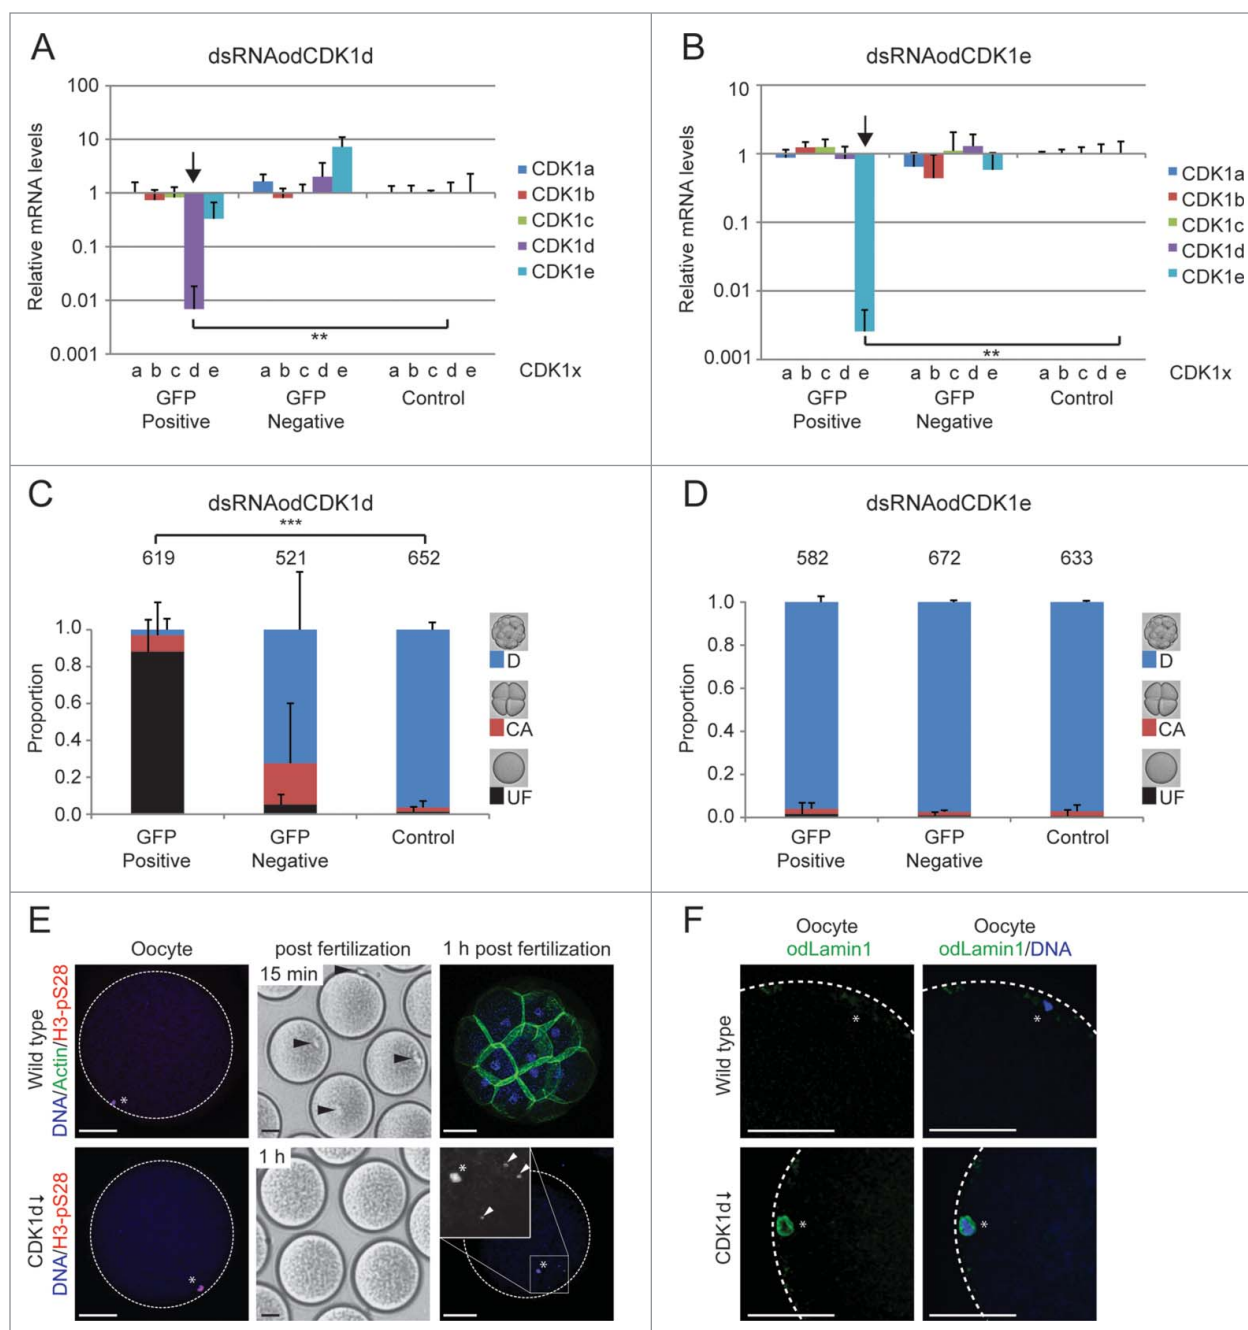 A
dsRNAodCDK1d
Relative mRNA levels
100
10
1
0.1
0.01
0.001
**
CDK1a
CDK1b
CDK1c
CDK1d
CDK1e
a b c d e a b c d e a b c d e CDK1x
GFP Positive
GFP Negative
Control
B
dsRNAodCDK1e
Relative mRNA levels
10
1
0.1
0.01
0.001
**
CDK1a
CDK1b
CDK1c
CDK1d
CDK1e
a b c d e a b c d e a b c d e CDK1x
GFP Positive
GFP Negative
Control
C
dsRNAodCDK1d
***
619 521 652
Proportion
1.0
0.8
0.6
0.4
0.2
0.0
D
CA
UF
GFP Positive
GFP Negative
Control
D
dsRNAodCDK1e
582 672 633
Proportion
1.0
0.8
0.6
0.4
0.2
0.0
D
CA
UF
GFP Positive
GFP Negative
Control
E
Oocyte
post fertilization
1 h post fertilization
Wild type
DNA/Actin/H3-pS28
*
15 min
CDK1d↓
DNA/H3-pS28
*
1 h
*
*
F
Oocyte
odLamin1
Oocyte
odLamin1/DNA
Wild type
*
*
CDK1d↓
*
*